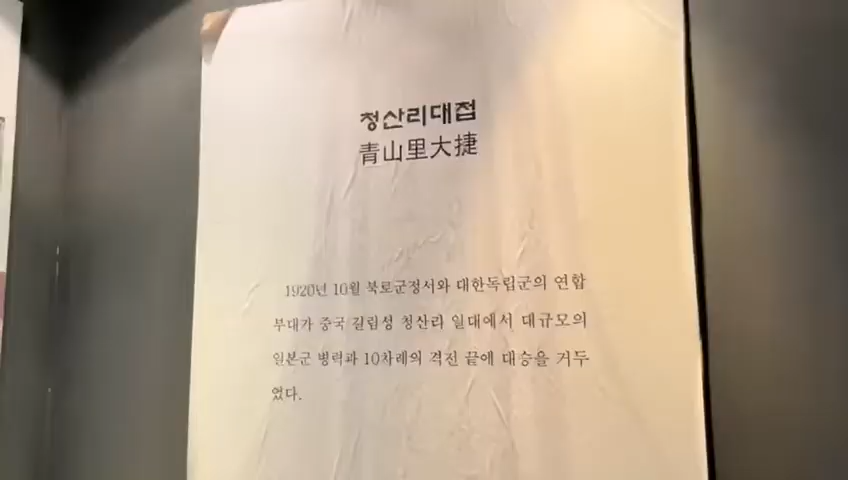 청산리대첩
青山里大捷
1920년 10월 북로군정서와 대한독립군의 연합
부대가 중국 길림성 청산리 일대에서 대규모의
일본군 병력과 10차례의 격전 끝에 대승을 거두
었다.